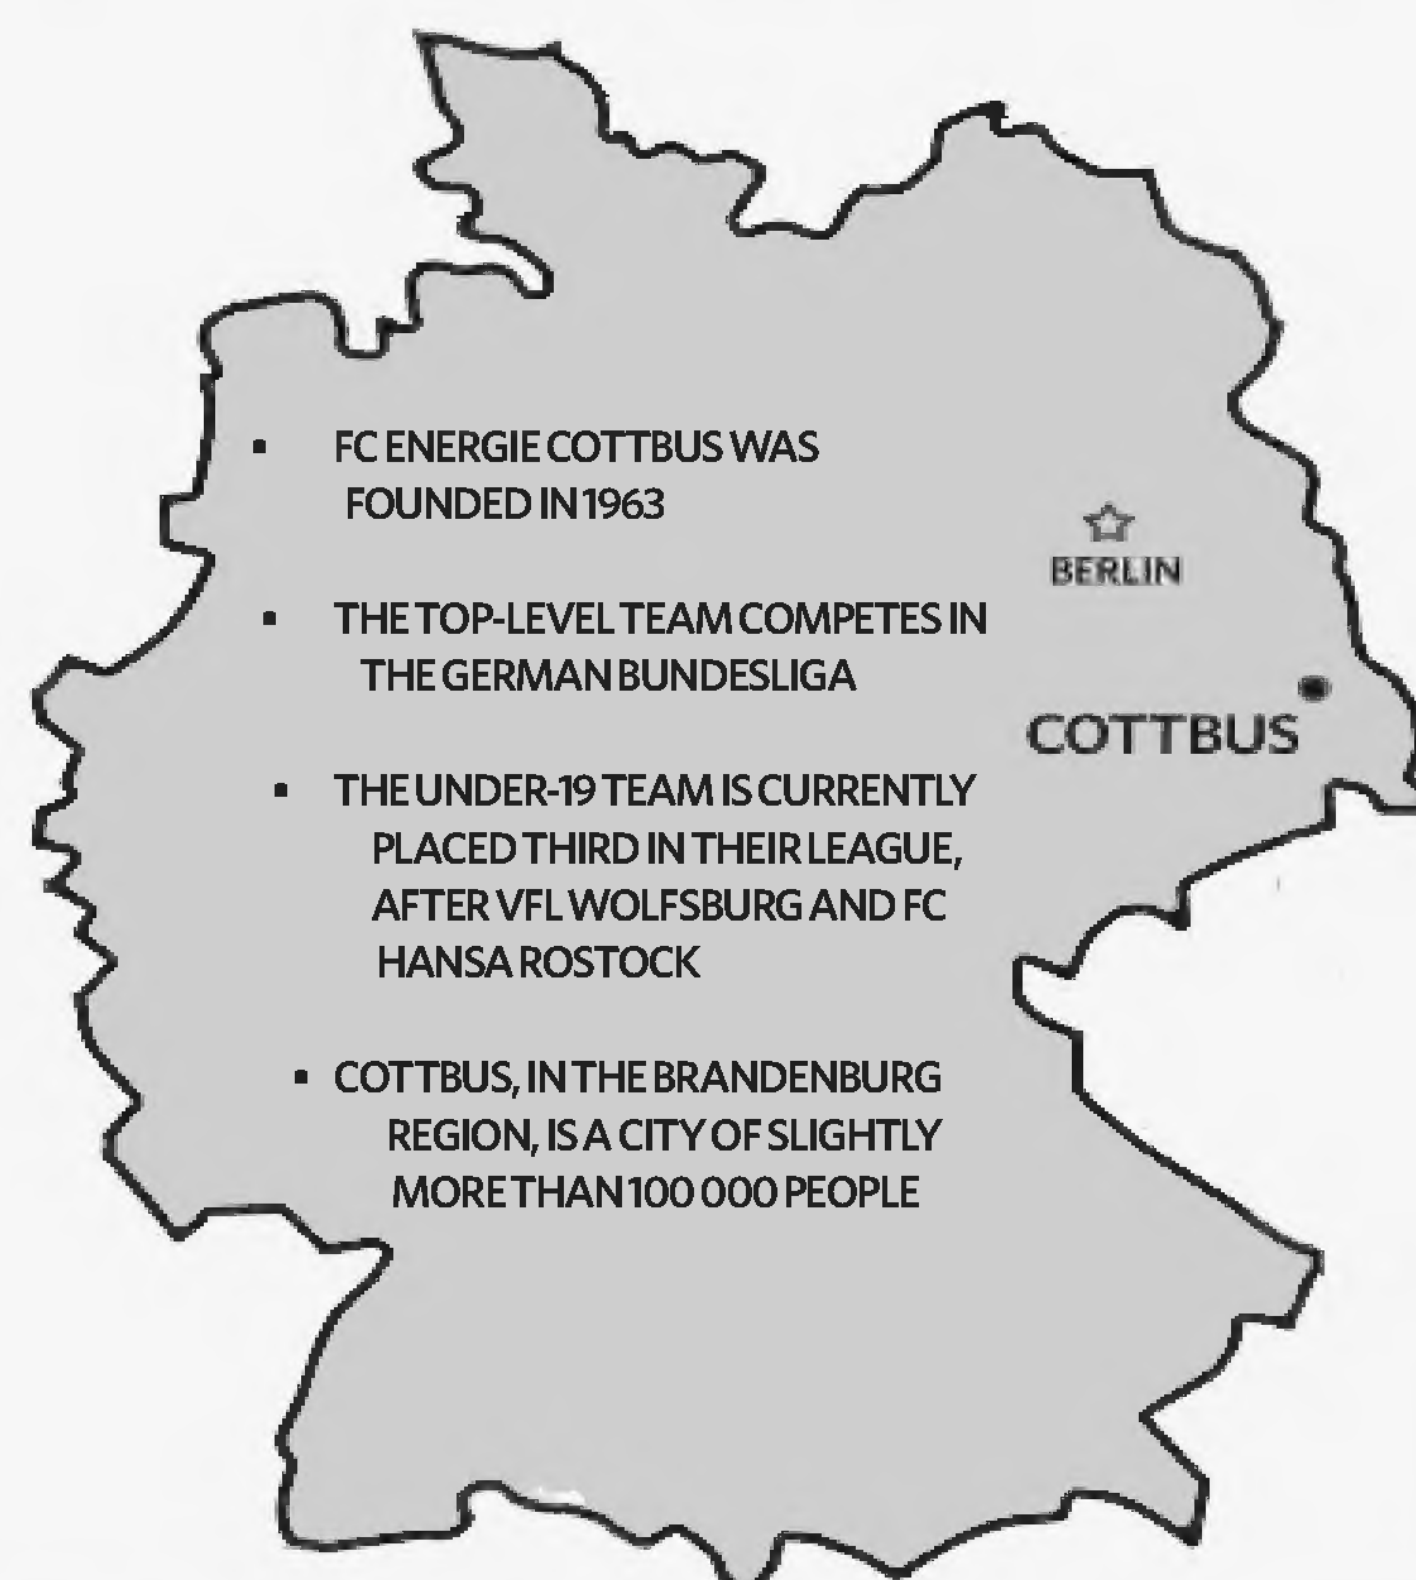 ▪ FC ENERGIE COTTBUS WAS
FOUNDED IN 1963
▪ THE TOP-LEVEL TEAM COMPETES IN
THE GERMAN BUNDESLIGA
▪ THE UNDER-19 TEAM IS CURRENTLY
PLACED THIRD IN THEIR LEAGUE,
AFTER VFL WOLFSBURG AND FC
HANSA ROSTOCK
▪ COTTBUS, IN THE BRANDENBURG
REGION, IS A CITY OF SLIGHTLY
MORE THAN 100 000 PEOPLE
BERLIN
COTTBUS